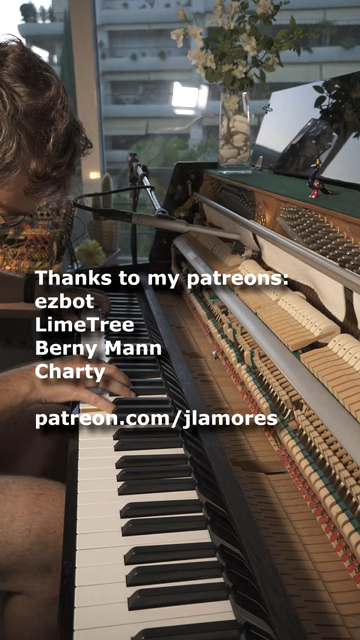 Thanks to my patreons:
ezbot
LimeTree
Berny Mann
Charty
patreon.com/jlamores